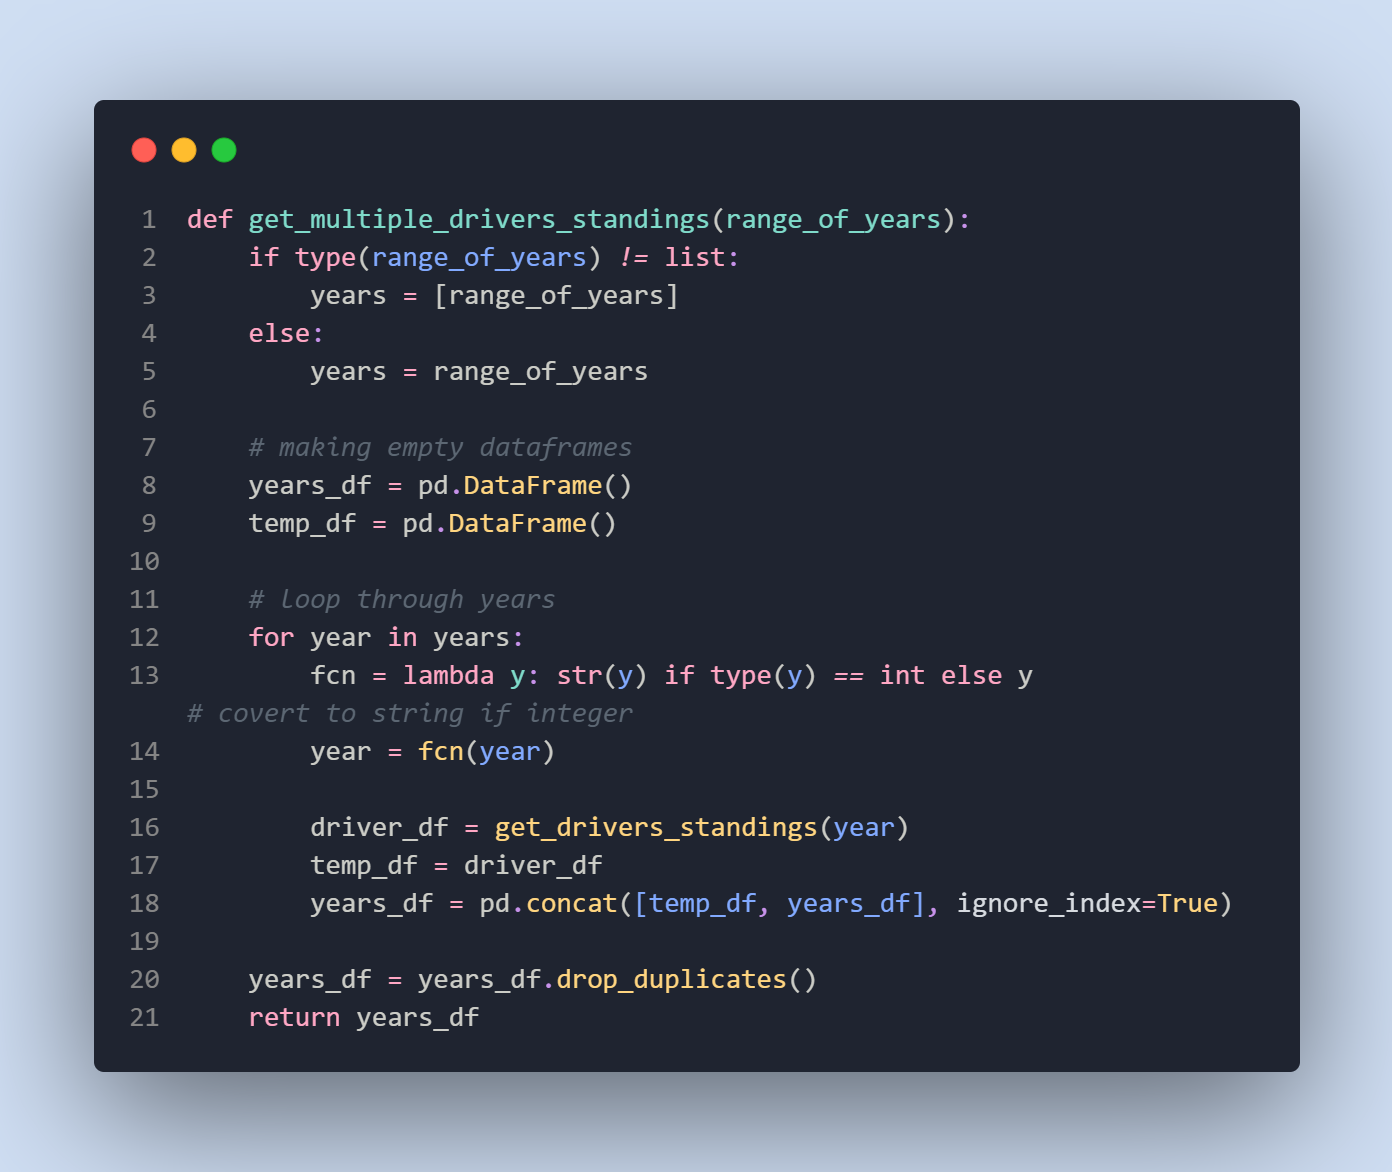 1 def get_multiple_drivers_standings(range_of_years):
2     if type(range_of_years) != list:
3         years = [range_of_years]
4     else:
5         years = range_of_years
6
7     # making empty dataframes
8     years_df = pd.DataFrame()
9     temp_df = pd.DataFrame()
10
11     # loop through years
12     for year in years:
13         fcn = lambda y: str(y) if type(y) == int else y
# covert to string if integer
14         year = fcn(year)
15
16         driver_df = get_drivers_standings(year)
17         temp_df = driver_df
18         years_df = pd.concat([temp_df, years_df], ignore_index=True)
19
20     years_df = years_df.drop_duplicates()
21     return years_df